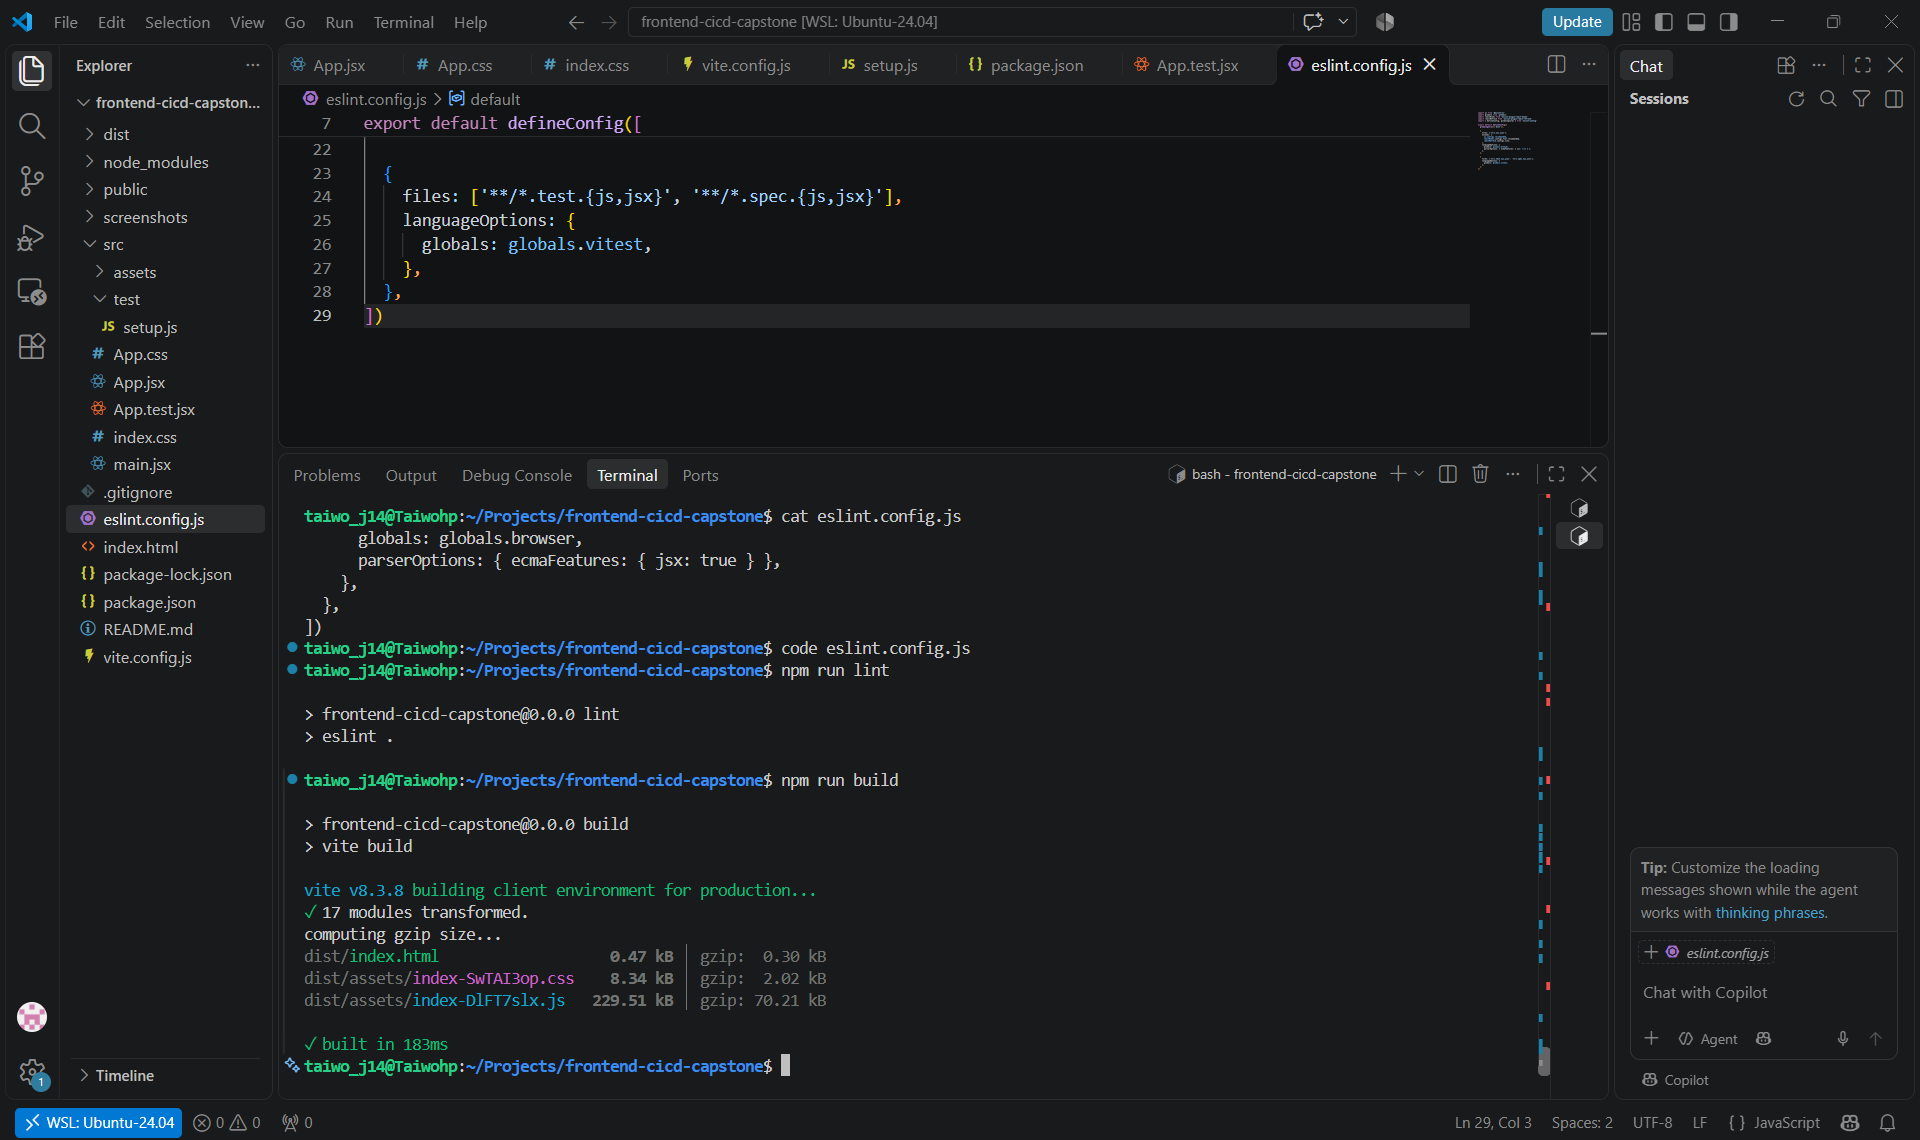 File Edit Selection View Go Run Terminal Help
frontend-cicd-capstone [WSL: Ubuntu-24.04]
Update
Explorer
frontend-cicd-capston...
dist
node_modules
public
screenshots
src
assets
test
JS setup.js
# App.css
App.jsx
App.test.jsx
# index.css
main.jsx
.gitignore
eslint.config.js
<> index.html
{} package-lock.json
{} package.json
README.md
vite.config.js
Timeline
1
App.jsx # App.css # index.css vite.config.js JS setup.js {} package.json App.test.jsx eslint.config.js
eslint.config.js > default
7 export default defineConfig([
22
23 {
24 files: ['**/*.test.{js,jsx}', '**/*.spec.{js,jsx}'],
25 languageOptions: {
26 globals: globals.vitest,
27 },
28 },
29 ])
Problems Output Debug Console Terminal Ports
bash - frontend-cicd-capstone
taiwo_j14@Taiwohp:~/Projects/frontend-cicd-capstone$ cat eslint.config.js
globals: globals.browser,
parserOptions: { ecmaFeatures: { jsx: true } },
},
},
])
taiwo_j14@Taiwohp:~/Projects/frontend-cicd-capstone$ code eslint.config.js
taiwo_j14@Taiwohp:~/Projects/frontend-cicd-capstone$ npm run lint
> frontend-cicd-capstone@0.0.0 lint
> eslint .
taiwo_j14@Taiwohp:~/Projects/frontend-cicd-capstone$ npm run build
> frontend-cicd-capstone@0.0.0 build
> vite build
vite v8.3.8 building client environment for production...
✓ 17 modules transformed.
computing gzip size...
dist/index.html 0.47 kB │ gzip: 0.30 kB
dist/assets/index-SwTAI3op.css 8.34 kB │ gzip: 2.02 kB
dist/assets/index-DlFT7slx.js 229.51 kB │ gzip: 70.21 kB
✓ built in 183ms
taiwo_j14@Taiwohp:~/Projects/frontend-cicd-capstone$
Chat
Sessions
Tip: Customize the loading
messages shown while the agent
works with thinking phrases.
eslint.config.js
Chat with Copilot
Agent
Copilot
WSL: Ubuntu-24.04 0 0 0
Ln 29, Col 3 Spaces: 2 UTF-8 LF {} JavaScript